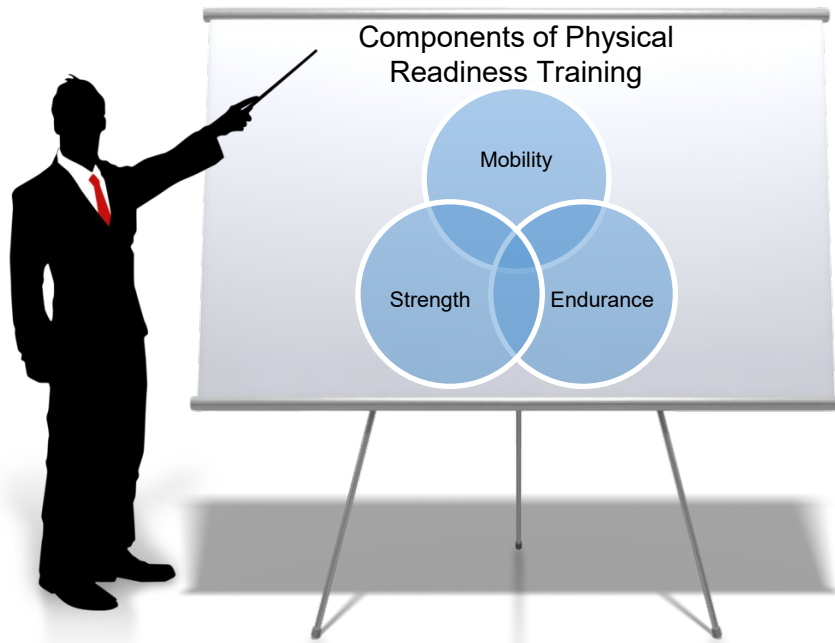 Components of Physical
Readiness Training
Mobility
Strength
Endurance